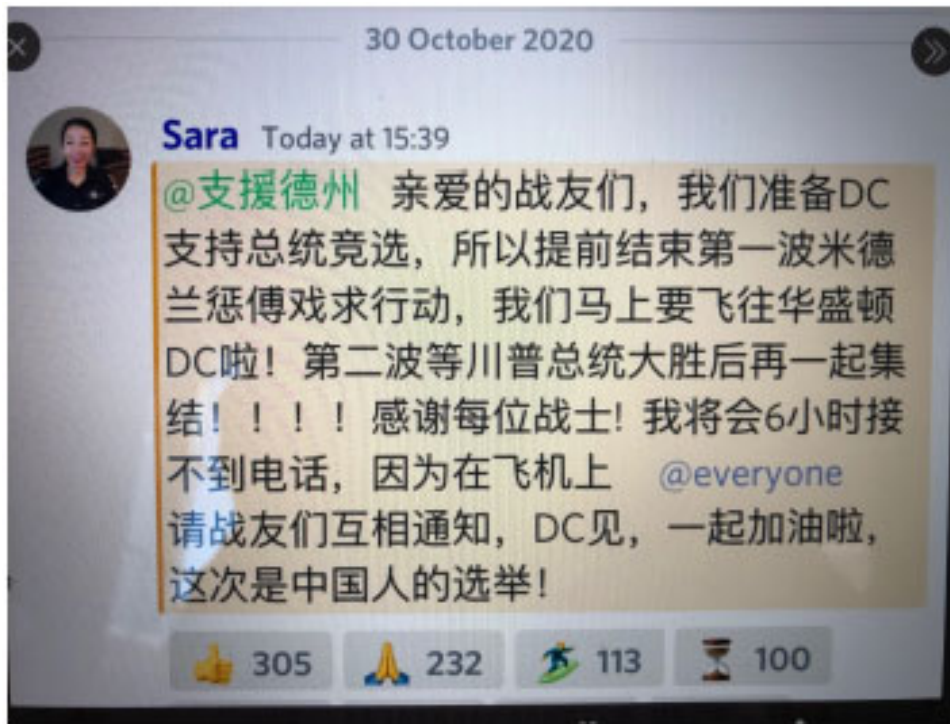 30 October 2020
Sara Today at 15:39
@支援德州 亲爱的战友们，我们准备DC
支持总统竞选，所以提前结束第一波米德
兰惩傅戏求行动，我们马上要飞往华盛顿
DC啦！第二波等川普总统大胜后再一起集
结！！！！感谢每位战士! 我将会6小时接
不到电话，因为在飞机上 @everyone
请战友们互相通知，DC见，一起加油啦，
这次是中国人的选举！
305 232 113 100